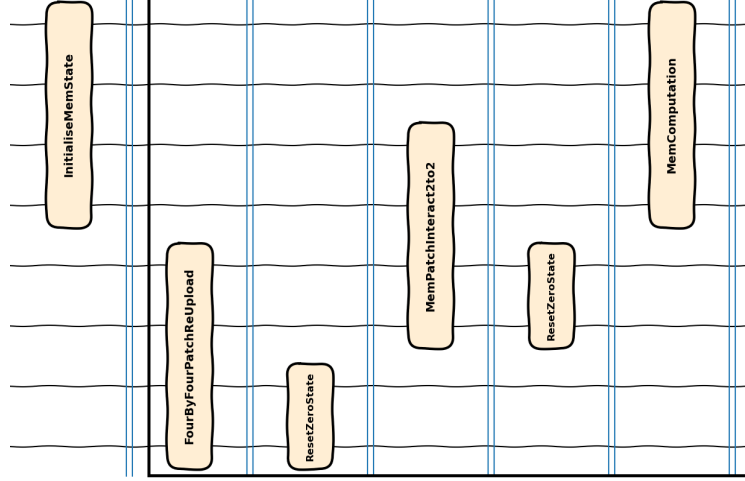 InitialiseMemState
FourByFourPatchReUpload
ResetZeroState
MemPatchInteract2to2
ResetZeroState
MemComputation